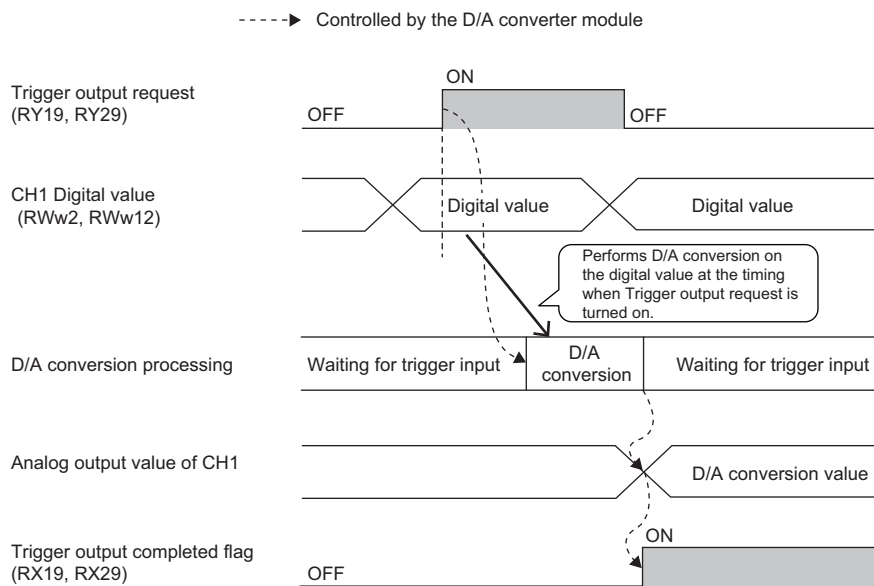 Controlled by the D/A converter module
Trigger output request
(RY19, RY29)
OFF
ON
OFF
CH1 Digital value
(RWw2, RWw12)
Digital value
Digital value
Performs D/A conversion on
the digital value at the timing
when Trigger output request is
turned on.
D/A conversion processing
Waiting for trigger input
D/A
conversion
Waiting for trigger input
Analog output value of CH1
D/A conversion value
Trigger output completed flag
(RX19, RX29)
OFF
ON